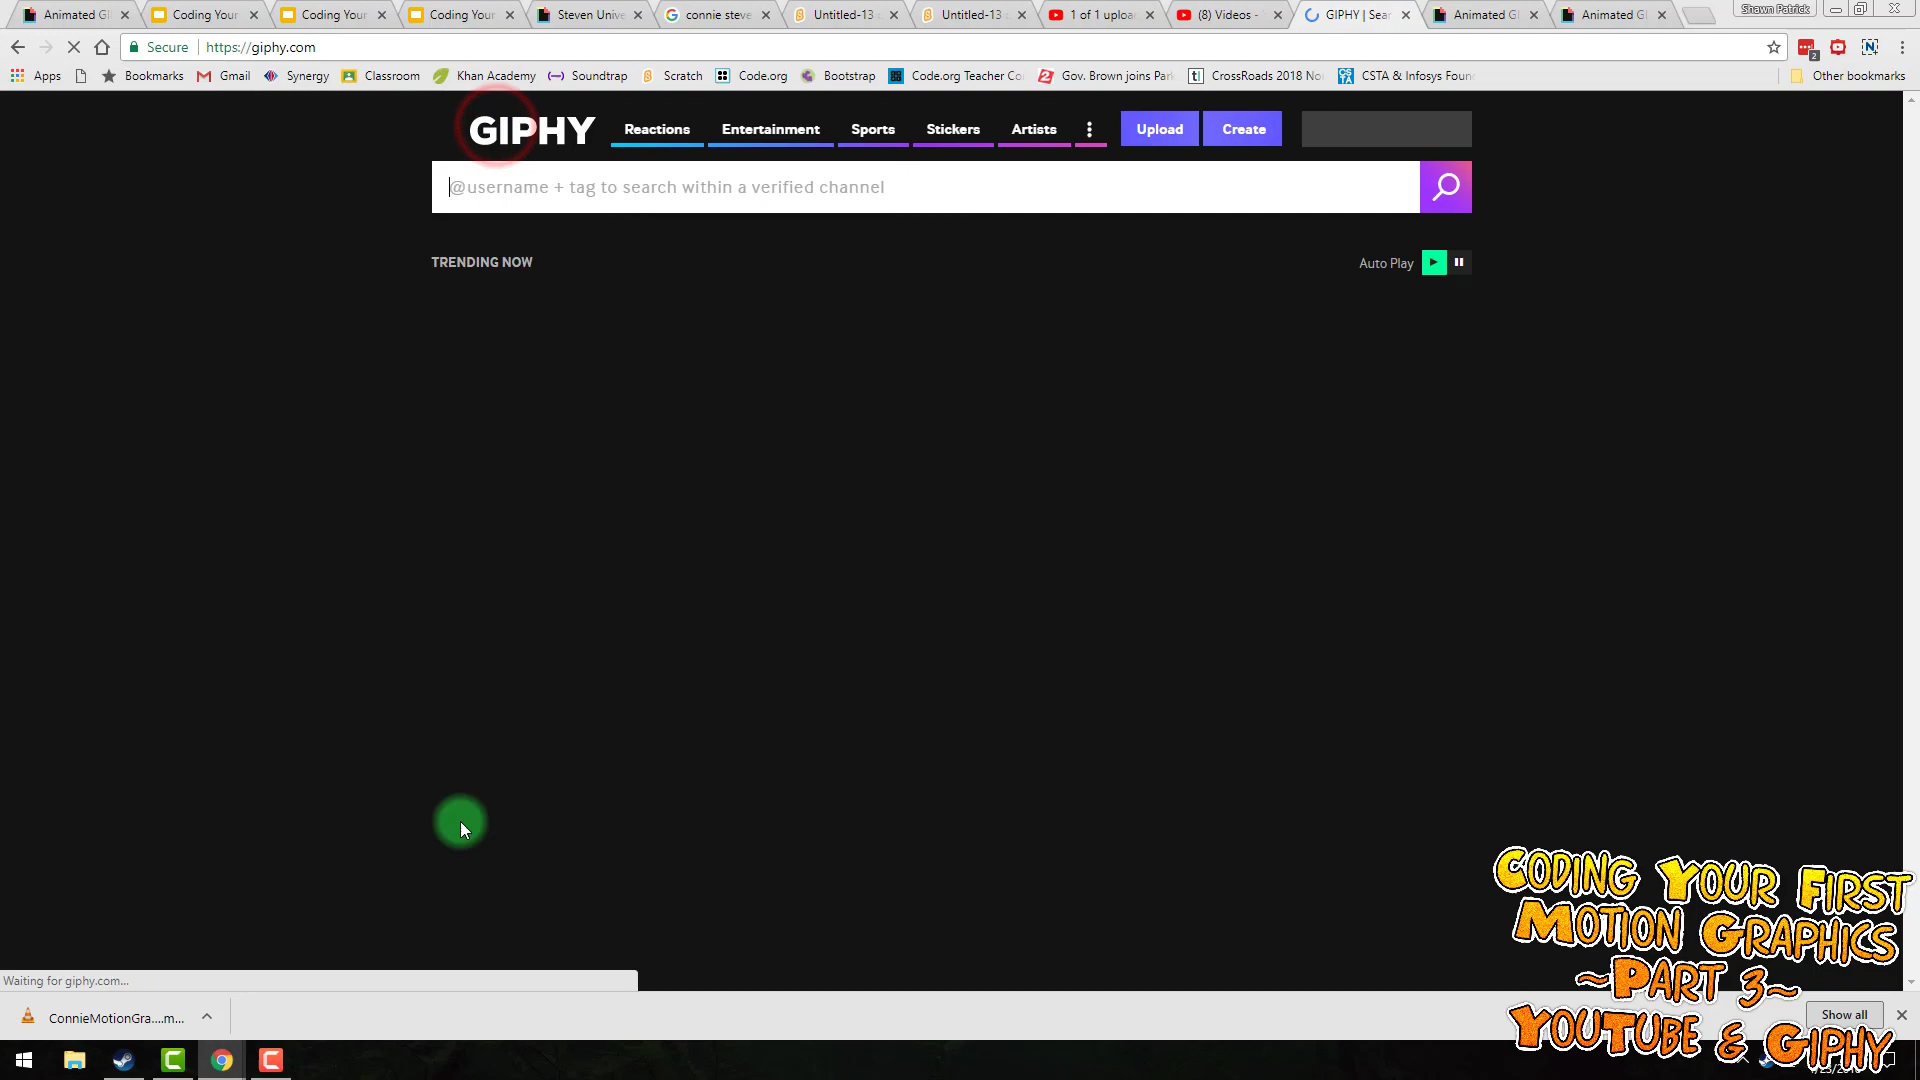 Animated Gi
Coding Your
Coding Your
Coding Your
Steven Unive
connie steve
Untitled-13
Untitled-13
1 of 1 uploa
(8) Videos -
GIPHY | Sear
Animated Gi
Animated Gi
Shawn Patrick
Secure
https://giphy.com
2
Apps
Bookmarks
Gmail
Synergy
Classroom
Khan Academy
Soundtrap
Scratch
Code.org
Bootstrap
Code.org Teacher Co
Gov. Brown joins Par
CrossRoads 2018 No
CSTA & Infosys Foun
Other bookmarks
GIPHY
Reactions
Entertainment
Sports
Stickers
Artists
Upload
Create
@username + tag to search within a verified channel
TRENDING NOW
Auto Play
Waiting for giphy.com...
ConnieMotionGra....m...
Show all
Coding Your First
Motion Graphics
~Part 3~
YouTube & Giphy